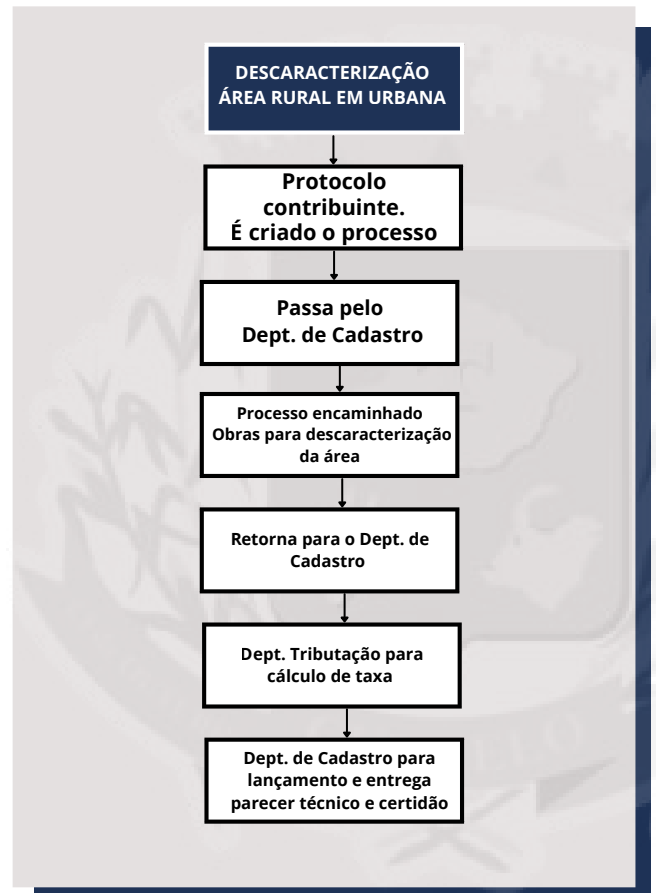 DESCARACTERIZAÇÃO
ÁREA RURAL EM URBANA
Protocolo
contribuinte.
É criado o processo
Passa pelo
Dept. de Cadastro
Processo encaminhado
Obras para descaracterização
da área
Retorna para o Dept. de
Cadastro
Dept. Tributação para
cálculo de taxa
Dept. de Cadastro para
lançamento e entrega
parecer técnico e certidão